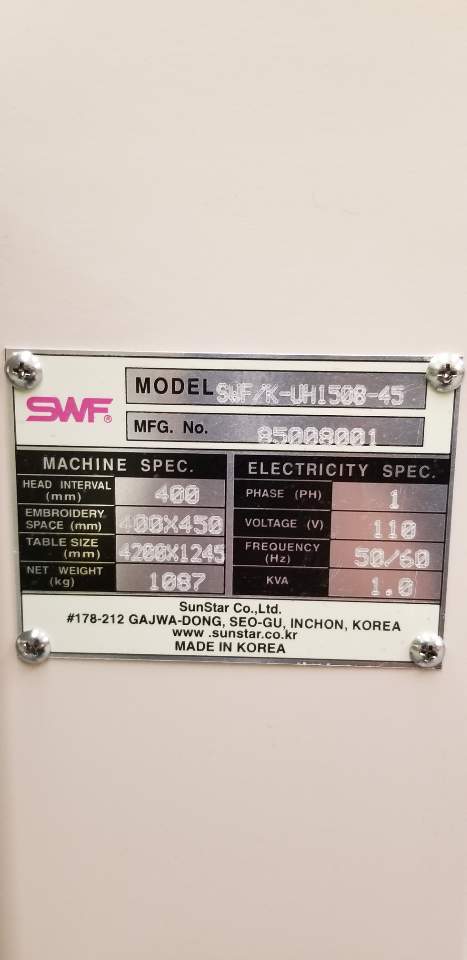 SWF®
MODEL SWF/K-UH1508-45
MFG. No. 85008001
MACHINE SPEC.
HEAD INTERVAL (mm) 400
EMBROIDERY SPACE (mm) 400X450
TABLE SIZE (mm) 4200X1245
NET WEIGHT (kg) 1087
ELECTRICITY SPEC.
PHASE (PH) 1
VOLTAGE (V) 110
FREQUENCY (Hz) 50/60
KVA 1.0
SunStar Co.,Ltd.
#178-212 GAJWA-DONG, SEO-GU, INCHON, KOREA
www.sunstar.co.kr
MADE IN KOREA